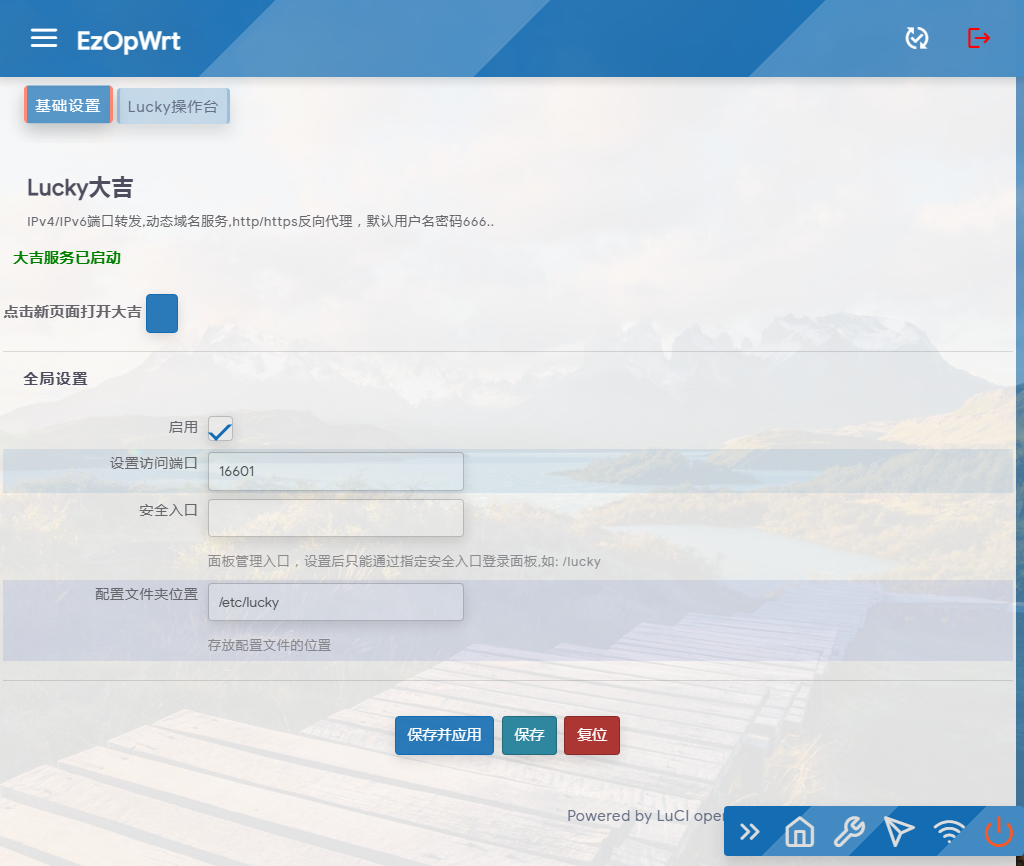 EzOpWrt
基础设置 Lucky操作台
Lucky大吉
IPv4/IPv6端口转发,动态域名服务,http/https反向代理，默认用户名密码666..
大吉服务已启动
点击新页面打开大吉
全局设置
启用
设置访问端口 16601
安全入口
面板管理入口，设置后只能通过指定安全入口登录面板,如: /lucky
配置文件夹位置 /etc/lucky
存放配置文件的位置
保存并应用 保存 复位
Powered by LuCI oper